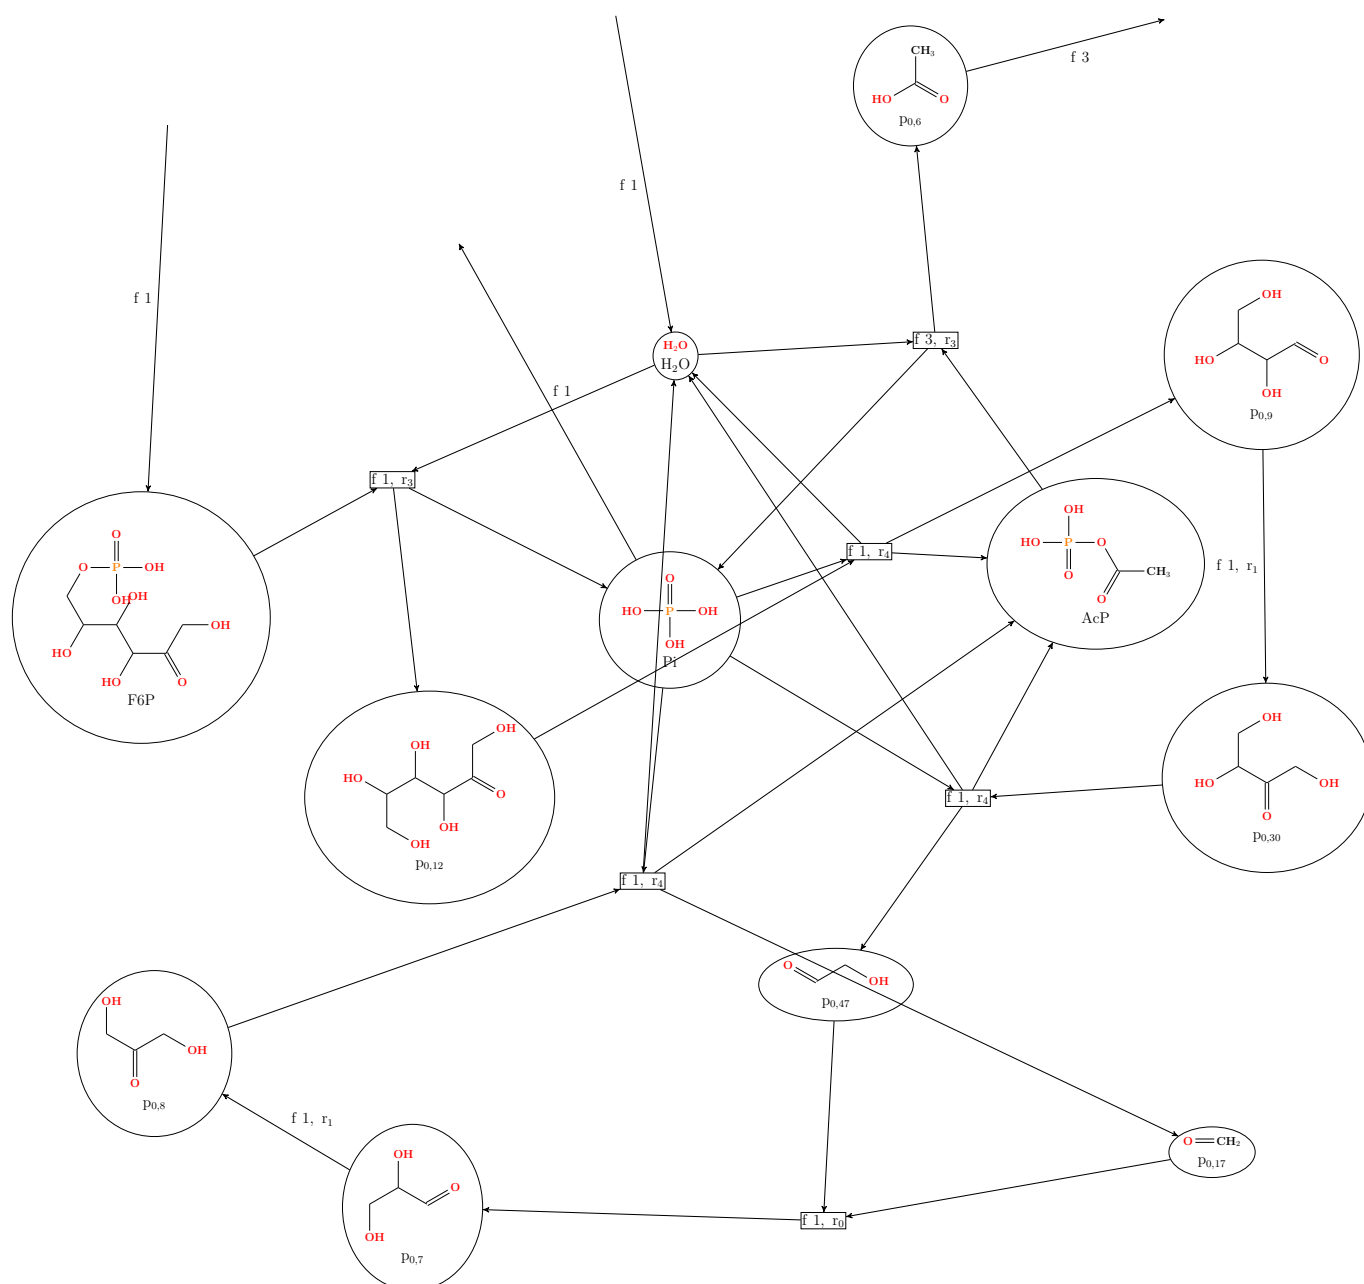 CH₃
HO
O
p₀,₆
f 3
f 1
f 1
f 1
H₂O
H₂O
f 3, r₃
OH
HO
O
OH
p₀,₉
f 1
f 1, r₃
O
O
P
OH
OH
OH
HO
OH
HO
O
F6P
O
HO
P
OH
OH
Pi
f 1, r₄
OH
HO
P
O
O
O
CH₃
AcP
f 1, r₁
OH
OH
HO
O
OH
OH
p₀,₁₂
f 1, r₄
OH
HO
OH
O
p₀,₃₀
f 1, r₄
O
OH
p₀,₄₇
OH
OH
O
p₀,₈
f 1, r₁
OH
O
OH
p₀,₇
f 1, r₀
O
CH₂
p₀,₁₇